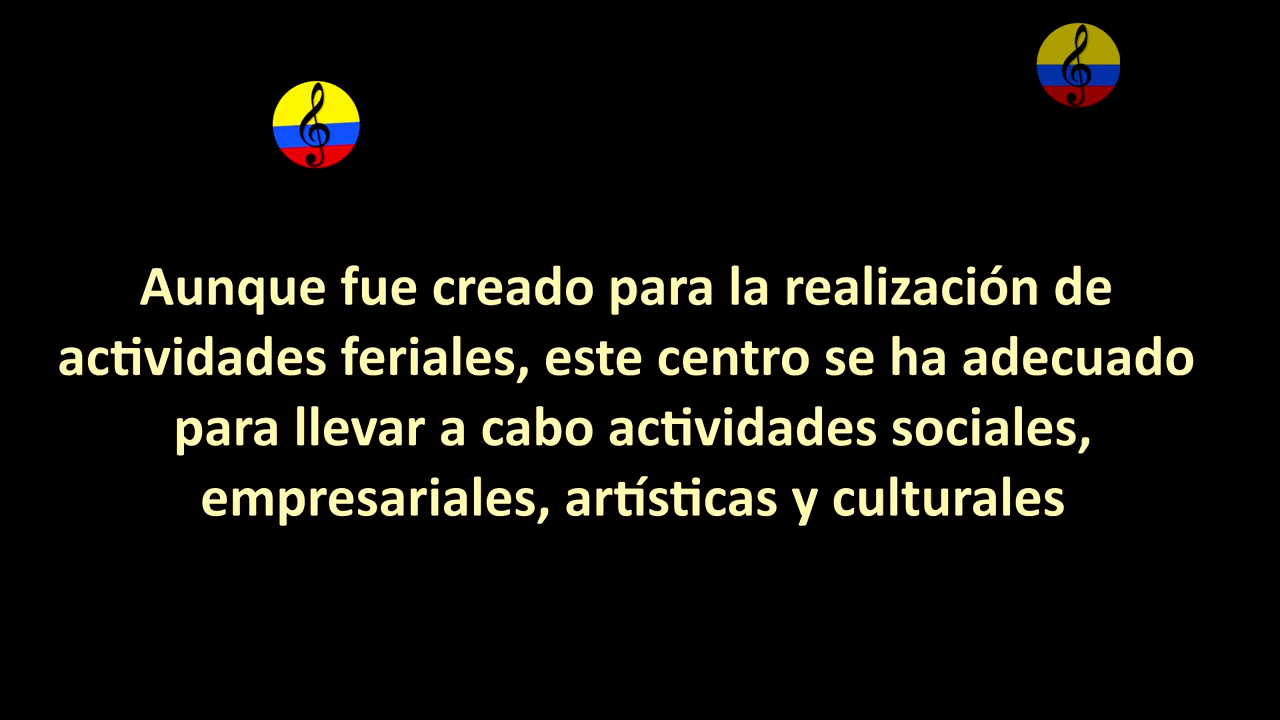 Aunque fue creado para la realización de
actividades feriales, este centro se ha adecuado
para llevar a cabo actividades sociales,
empresariales, artísticas y culturales